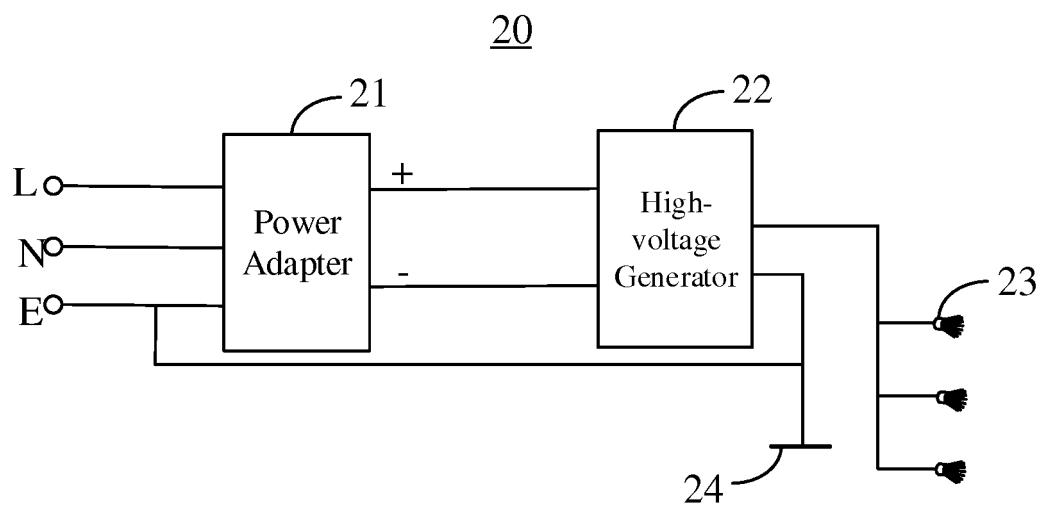 20
21
22
L
N
E
Power
Adapter
+
-
High-
voltage
Generator
23
24